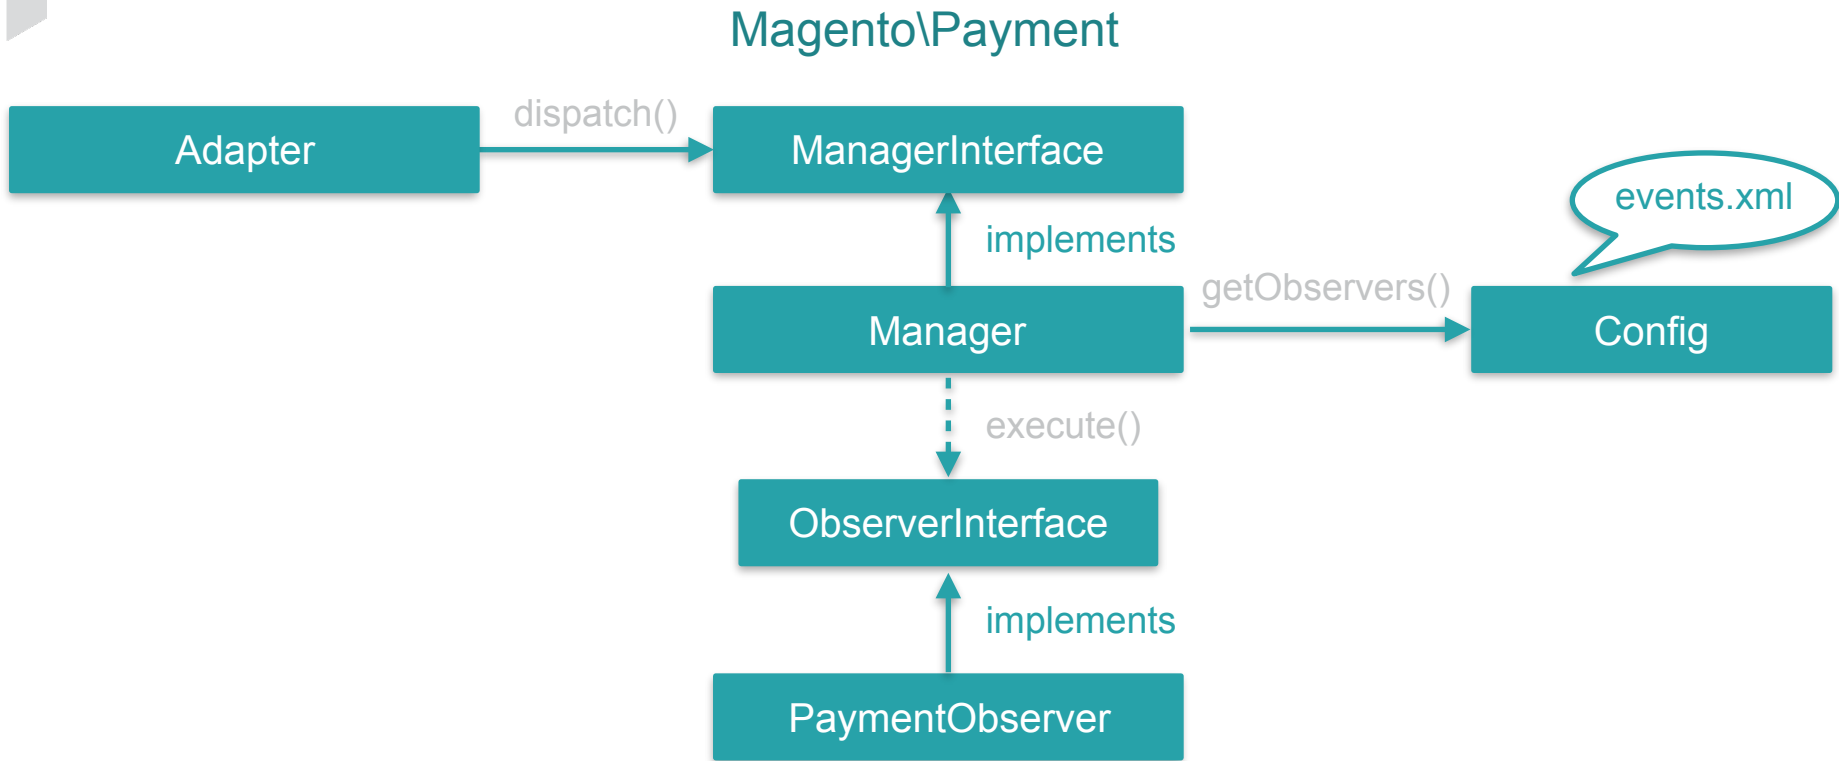 Magento\Payment
dispatch()
Adapter
ManagerInterface
events.xml
implements
getObservers()
Manager
Config
execute()
ObserverInterface
implements
PaymentObserver